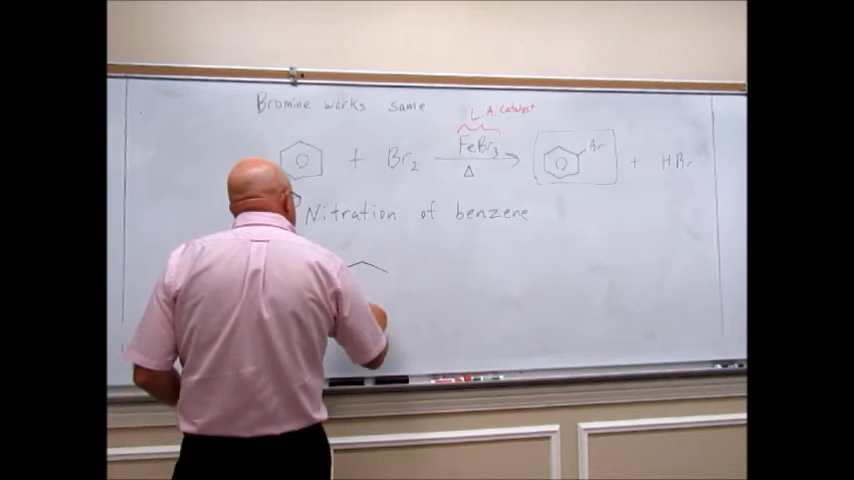 Bromine works same
L.A. Catalyst
FeBr3
+ Br2
Δ
Br
+ HBr
Nitration of benzene